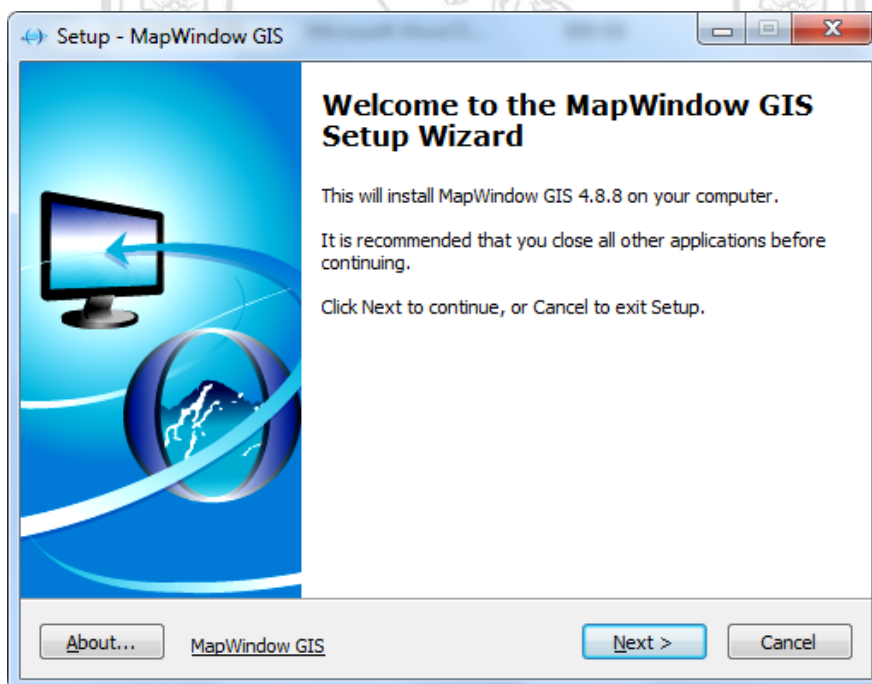 Setup - MapWindow GIS
Welcome to the MapWindow GIS
Setup Wizard
This will install MapWindow GIS 4.8.8 on your computer.
It is recommended that you close all other applications before
continuing.
Click Next to continue, or Cancel to exit Setup.
About... MapWindow GIS Next > Cancel